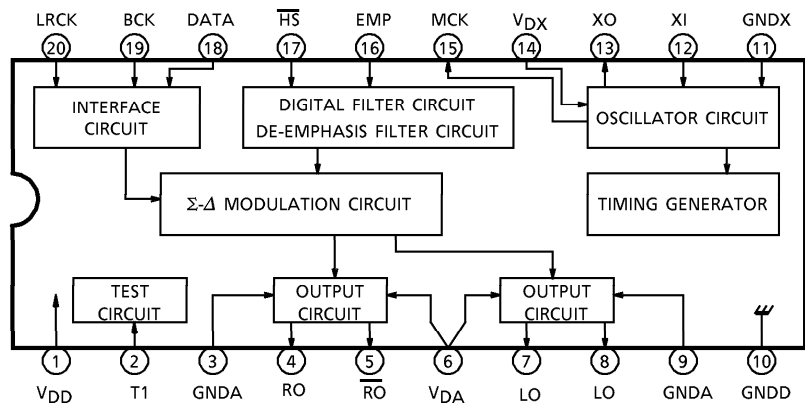 LRCK BCK DATA H̅S̅ EMP MCK VDX XO XI GNDX
20 19 18 17 16 15 14 13 12 11
INTERFACE
CIRCUIT
DIGITAL FILTER CIRCUIT
DE-EMPHASIS FILTER CIRCUIT
OSCILLATOR CIRCUIT
Σ-Δ MODULATION CIRCUIT
TIMING GENERATOR
TEST
CIRCUIT
OUTPUT
CIRCUIT
OUTPUT
CIRCUIT
1 2 3 4 5 6 7 8 9 10
VDD T1 GNDA RO R̅O̅ VDA LO LO GNDA GNDD